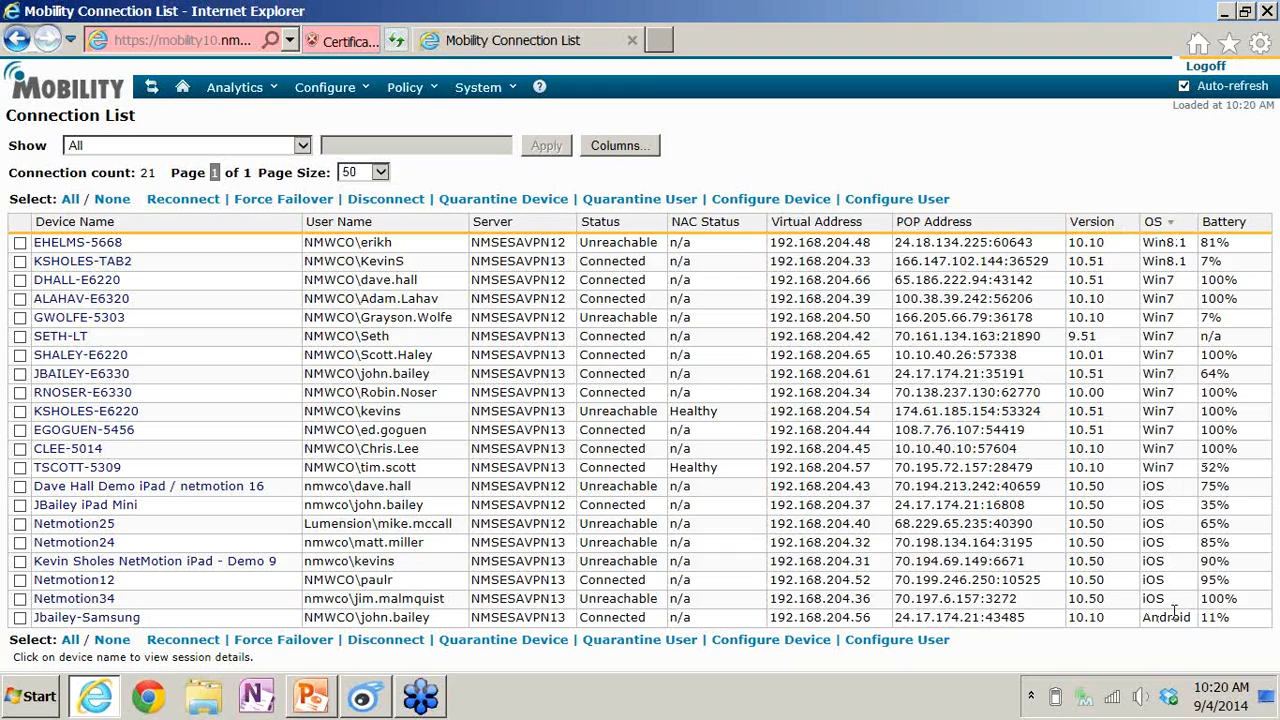 Mobility Connection List - Internet Explorer
https://mobility10.nm... Certifica... Mobility Connection List
Logoff
MOBILITY Analytics Configure Policy System ? Auto-refresh
Loaded at 10:20 AM
Connection List
Show All Apply Columns...
Connection count: 21 Page 1 of 1 Page Size: 50
Select: All / None Reconnect | Force Failover | Disconnect | Quarantine Device | Quarantine User | Configure Device | Configure User
Device Name User Name Server Status NAC Status Virtual Address POP Address Version OS Battery
EHELMS-5668 NMWCO\erikh NMSESAVPN12 Unreachable n/a 192.168.204.48 24.18.134.225:60643 10.10 Win8.1 81%
KSHOLES-TAB2 NMWCO\KevinS NMSESAVPN13 Connected n/a 192.168.204.33 166.147.102.144:36529 10.51 Win8.1 7%
DHALL-E6220 NMWCO\dave.hall NMSESAVPN13 Connected n/a 192.168.204.66 65.186.222.94:43142 10.51 Win7 100%
ALAHAV-E6320 NMWCO\Adam.Lahav NMSESAVPN13 Connected n/a 192.168.204.39 100.38.39.242:56206 10.10 Win7 100%
GWOLFE-5303 NMWCO\Grayson.Wolfe NMSESAVPN12 Unreachable n/a 192.168.204.50 166.205.66.79:36178 10.10 Win7 7%
SETH-LT NMWCO\Seth NMSESAVPN13 Connected n/a 192.168.204.42 70.161.134.163:21890 9.51 Win7 n/a
SHALEY-E6220 NMWCO\Scott.Haley NMSESAVPN12 Connected n/a 192.168.204.65 10.10.40.26:57338 10.01 Win7 100%
JBAILEY-E6330 NMWCO\john.bailey NMSESAVPN12 Connected n/a 192.168.204.61 24.17.174.21:35191 10.51 Win7 64%
RNOSER-E6330 NMWCO\Robin.Noser NMSESAVPN12 Connected n/a 192.168.204.34 70.138.237.130:62770 10.00 Win7 100%
KSHOLES-E6220 NMWCO\kevins NMSESAVPN12 Unreachable Healthy 192.168.204.54 174.61.185.154:53324 10.51 Win7 100%
EGOGUEN-5456 NMWCO\ed.goguen NMSESAVPN12 Connected n/a 192.168.204.44 108.7.76.107:54419 10.51 Win7 100%
CLEE-5014 NMWCO\Chris.Lee NMSESAVPN12 Connected n/a 192.168.204.45 10.10.40.10:57604 10.10 Win7 100%
TSCOTT-5309 NMWCO\tim.scott NMSESAVPN12 Connected Healthy 192.168.204.57 70.195.72.157:28479 10.10 Win7 52%
Dave Hall Demo iPad / netmotion 16 nmwco\dave.hall NMSESAVPN12 Unreachable n/a 192.168.204.43 70.194.213.242:40659 10.50 iOS 75%
JBailey iPad Mini nmwco\john.bailey NMSESAVPN12 Connected n/a 192.168.204.37 24.17.174.21:16808 10.50 iOS 35%
Netmotion25 Lumension\mike.mccall NMSESAVPN12 Unreachable n/a 192.168.204.40 68.229.65.235:40390 10.50 iOS 65%
Netmotion24 nmwco\matt.miller NMSESAVPN13 Unreachable n/a 192.168.204.32 70.198.134.164:3195 10.50 iOS 85%
Kevin Sholes NetMotion iPad - Demo 9 nmwco\kevins NMSESAVPN13 Unreachable n/a 192.168.204.31 70.194.69.149:6671 10.50 iOS 90%
Netmotion12 nmwco\paulr NMSESAVPN13 Connected n/a 192.168.204.52 70.199.246.250:10525 10.50 iOS 95%
Netmotion34 nmwco\jim.malmquist NMSESAVPN13 Unreachable n/a 192.168.204.36 70.197.6.157:3272 10.50 iOS 100%
Jbailey-Samsung NMWCO\john.bailey NMSESAVPN13 Connected n/a 192.168.204.56 24.17.174.21:43485 10.10 Android 11%
Select: All / None Reconnect | Force Failover | Disconnect | Quarantine Device | Quarantine User | Configure Device | Configure User
Click on device name to view session details.
Start 10:20 AM
9/4/2014